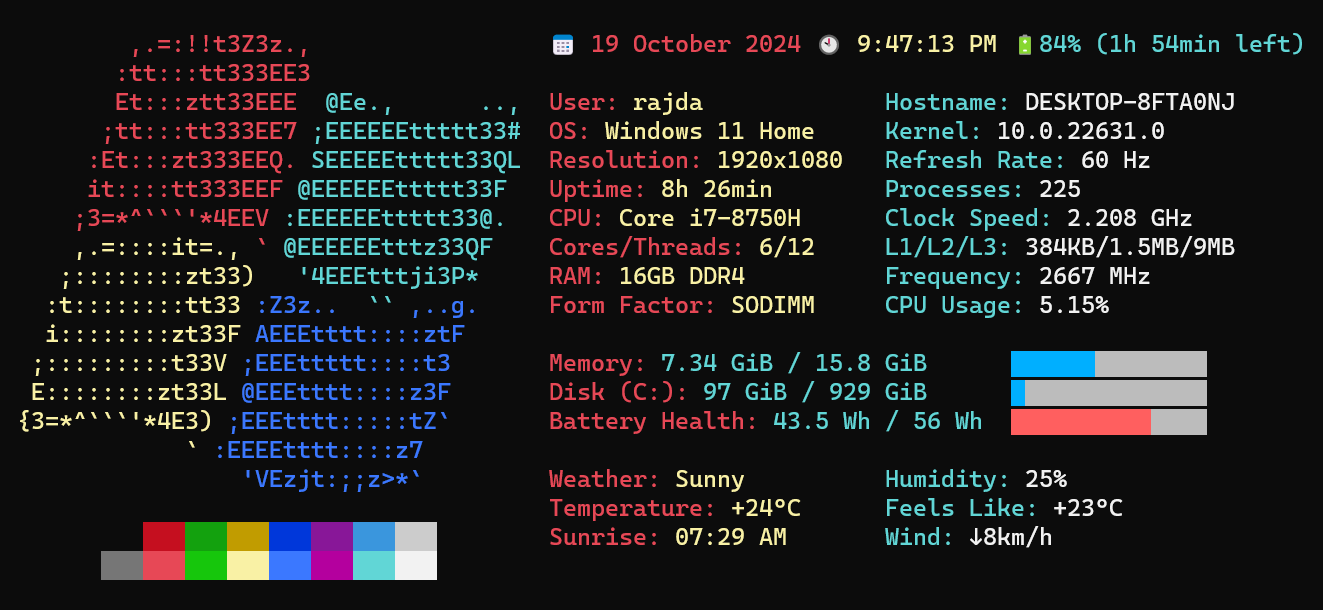 ,.=:!!t3Z3z., 📅 19 October 2024 🕙 9:47:13 PM 🔋84% (1h 54min left)
:tt:::tt333EE3
Et:::ztt33EEE @Ee., .., User: rajda Hostname: DESKTOP-8FTA0NJ
;tt:::tt333EE7 ;EEEEEEttttt33# OS: Windows 11 Home Kernel: 10.0.22631.0
:Et:::zt333EEQ. SEEEEEttttt33QL Resolution: 1920x1080 Refresh Rate: 60 Hz
it::::tt333EEF @EEEEEEttttt33F Uptime: 8h 26min Processes: 225
;3=*^```'*4EEV :EEEEEEttttt33@. CPU: Core i7-8750H Clock Speed: 2.208 GHz
,.=::::it=., ` @EEEEEEtttz33QF Cores/Threads: 6/12 L1/L2/L3: 384KB/1.5MB/9MB
;::::::::zt33) '4EEEtttji3P* RAM: 16GB DDR4 Frequency: 2667 MHz
:t::::::::tt33 :Z3z.. `` ,..g. Form Factor: SODIMM CPU Usage: 5.15%
i::::::::zt33F AEEEtttt::::ztF
;:::::::::t33V ;EEEttttt::::t3 Memory: 7.34 GiB / 15.8 GiB
E::::::::zt33L @EEEtttt::::z3F Disk (C:): 97 GiB / 929 GiB
{3=*^```'*4E3) ;EEEtttt:::::tZ` Battery Health: 43.5 Wh / 56 Wh
` :EEEEtttt::::z7
'VEzjt:;;z>*` Weather: Sunny Humidity: 25%
Temperature: +24°C Feels Like: +23°C
Sunrise: 07:29 AM Wind: ↓8km/h